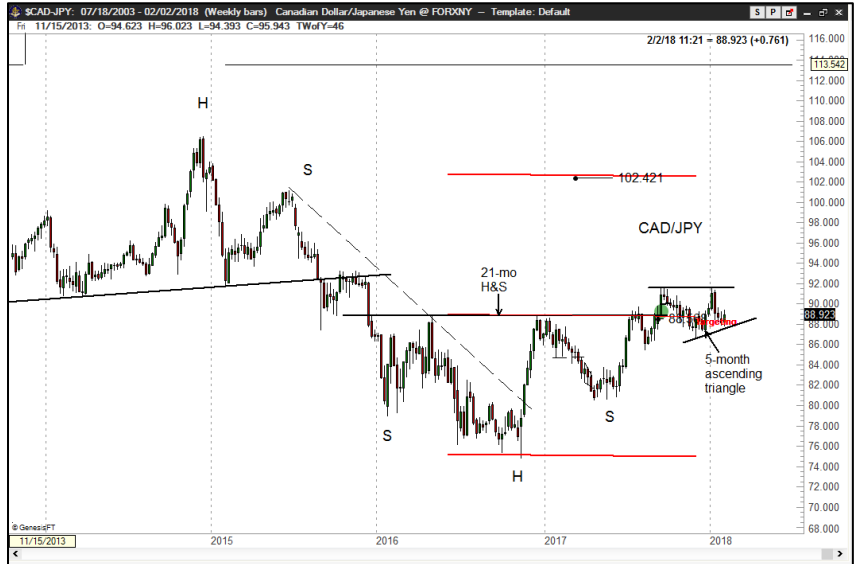 $CAD-JPY: 07/18/2003 - 02/02/2018 (Weekly bars) Canadian Dollar/Japanese Yen @ FORXNY — Template: Default
S P
Fri 11/15/2013: O=94.623 H=96.023 L=94.393 C=95.943 TWofY=46
2/2/18 11:21 = 88.923 (+0.761)
116.000
113.542
112.000
110.000
H
108.000
106.000
S
104.000
102.421
102.000
100.000
CAD/JPY
98.000
96.000
94.000
21-mo
H&S
92.000
90.000
88.923
Targeting
88.000
86.000
5-month
ascending
triangle
84.000
82.000
80.000
S
S
78.000
76.000
H
74.000
72.000
70.000
© GenesisFT
68.000
11/15/2013
2015
2016
2017
2018